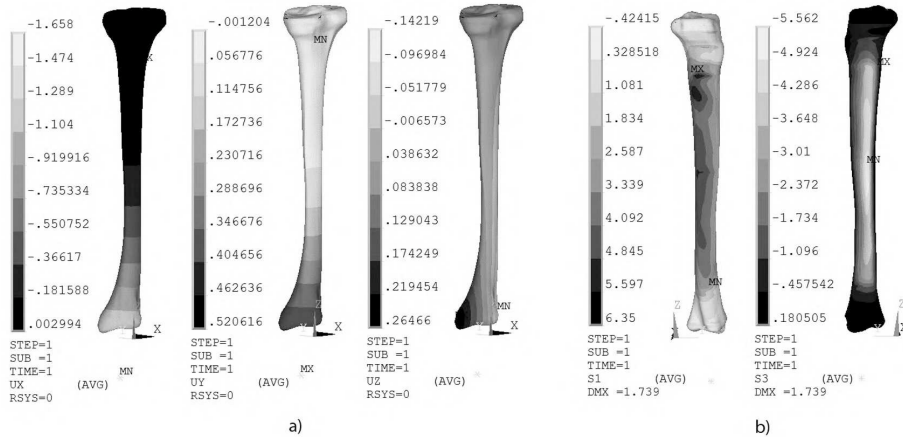 -1.658
-1.474
-1.289
-1.104
-.919916
-.735334
-.550752
-.36617
-.181588
.002994
X
X
STEP=1
SUB =1
TIME=1
UX (AVG)
RSYS=0
MN
-.001204
.056776
.114756
.172736
.230716
.288696
.346676
.404656
.462636
.520616
MN
Z
X
STEP=1
SUB =1
TIME=1
UY (AVG)
RSYS=0
MX
-.14219
-.096984
-.051779
-.006573
.038632
.083838
.129043
.174249
.219454
.26466
MN
X
STEP=1
SUB =1
TIME=1
UZ (AVG)
RSYS=0
a)
-.42415
.328518
1.081
1.834
2.587
3.339
4.092
4.845
5.597
6.35
MX
MN
Z
STEP=1
SUB =1
TIME=1
S1 (AVG)
DMX =1.739
-5.562
-4.924
-4.286
-3.648
-3.01
-2.372
-1.734
-1.096
-.457542
.180505
MX
MN
Z
STEP=1
SUB =1
TIME=1
S3 (AVG)
DMX =1.739
b)